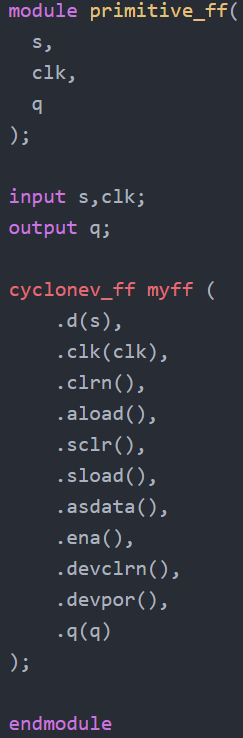 module primitive_ff(
  s,
  clk,
  q
);

input s,clk;
output q;

cyclonev_ff myff (
    .d(s),
    .clk(clk),
    .clrn(),
    .aload(),
    .sclr(),
    .sload(),
    .asdata(),
    .ena(),
    .devclrn(),
    .devpor(),
    .q(q)
);

endmodule